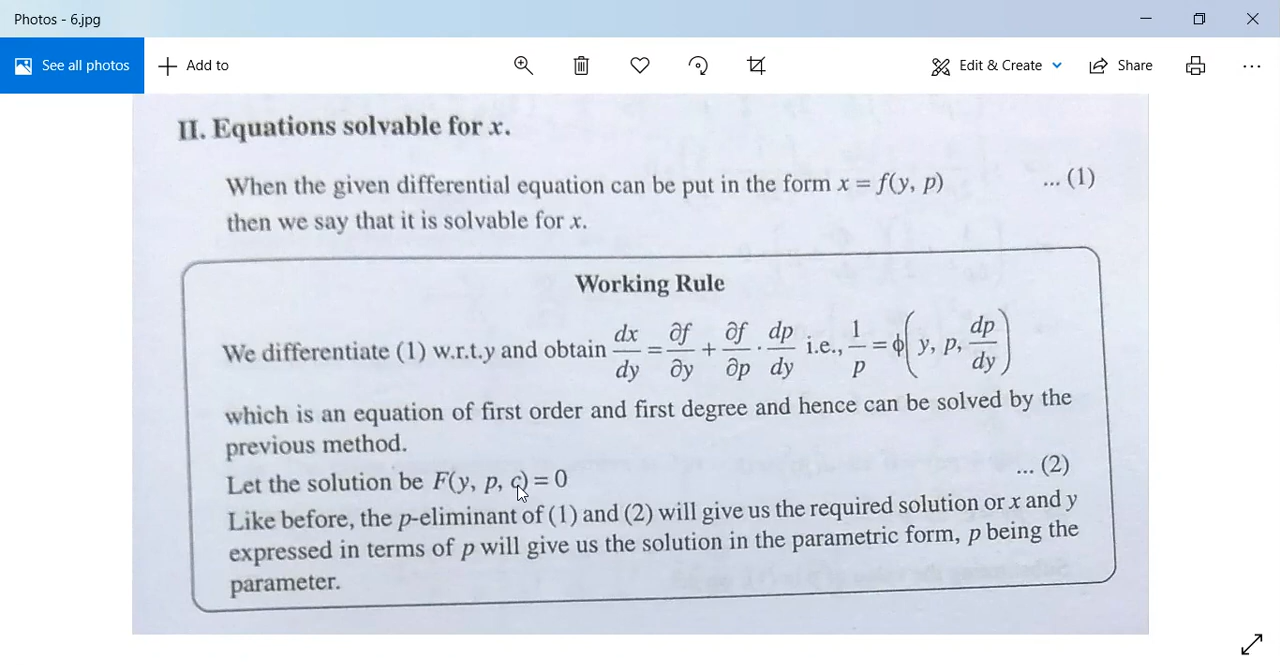 Photos - 6.jpg
See all photos
Add to
Edit & Create
Share
II. Equations solvable for x.
When the given differential equation can be put in the form x = f(y, p) ... (1)
then we say that it is solvable for x.
Working Rule
We differentiate (1) w.r.t.y and obtain dx/dy = ∂f/∂y + ∂f/∂p · dp/dy i.e., 1/p = ϕ(y, p, dp/dy)
which is an equation of first order and first degree and hence can be solved by the
previous method.
Let the solution be F(y, p, c) = 0 ... (2)
Like before, the p-eliminant of (1) and (2) will give us the required solution or x and y
expressed in terms of p will give us the solution in the parametric form, p being the
parameter.